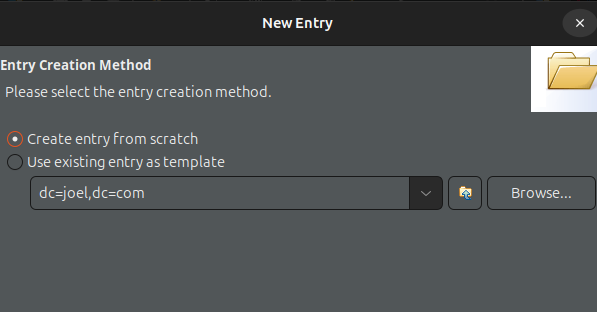 New Entry
Entry Creation Method
Please select the entry creation method.
Create entry from scratch
Use existing entry as template
dc=joel,dc=com
Browse...